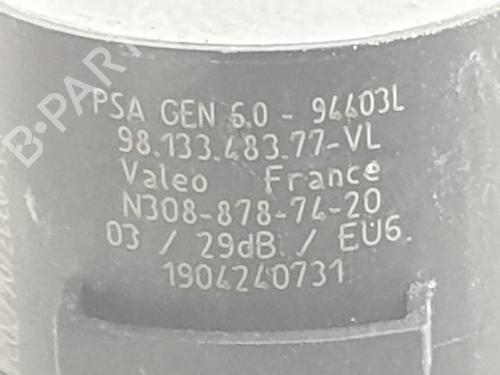 PSA GEN 6.0 - 94403L
98.133.483.77-VL
Valeo France
N308-878-74-20
03 / 29dB / EU6.
1904240731
B-PARTS